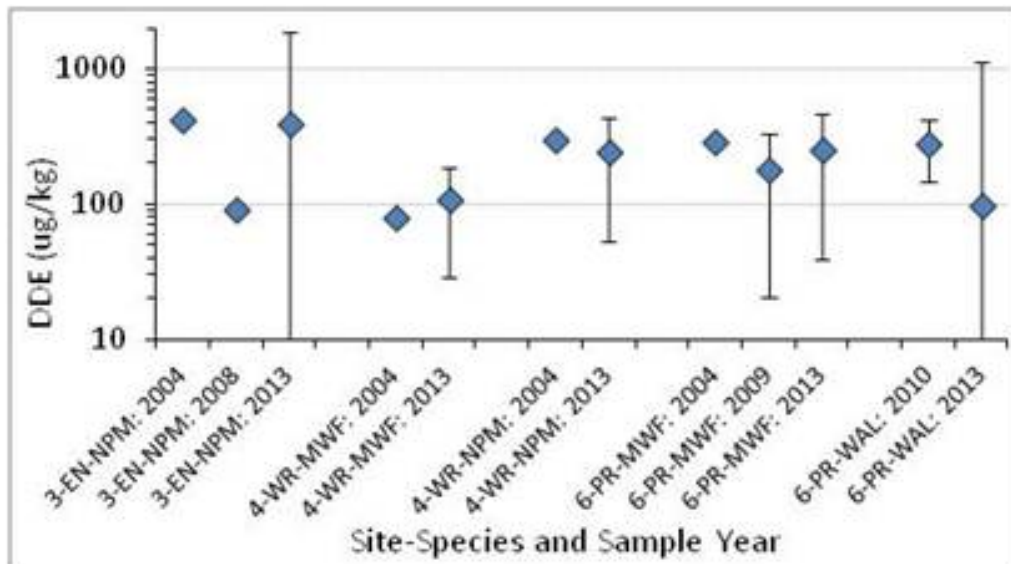 1000
100
10
DDE (ug/kg)
3-EN-NPM: 2004
3-EN-NPM: 2008
3-EN-NPM: 2013
4-WR-MWF: 2004
4-WR-MWF: 2013
4-WR-NPM: 2004
4-WR-NPM: 2013
6-PR-MWF: 2004
6-PR-MWF: 2009
6-PR-MWF: 2013
6-PR-WAL: 2010
6-PR-WAL: 2013
Site-Species and Sample Year